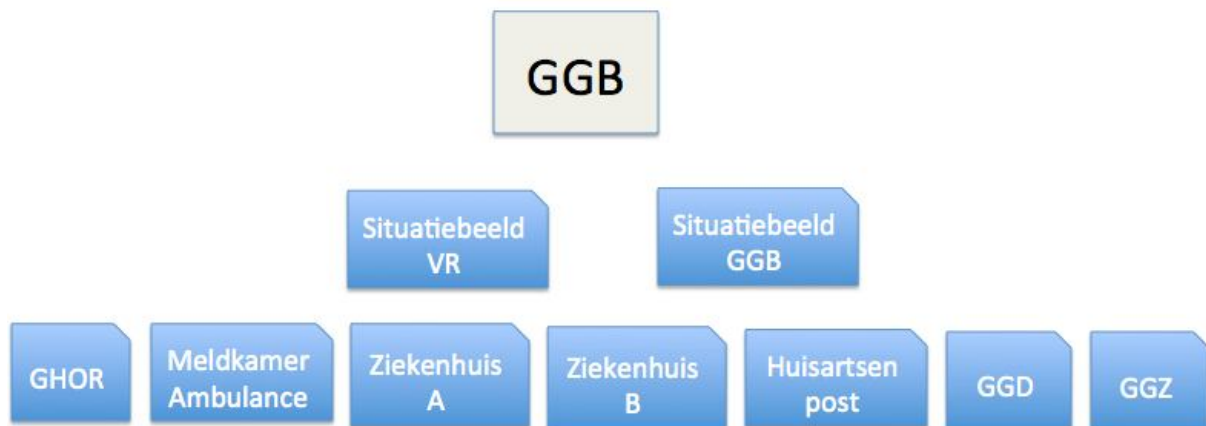 GGB
Situatiebeeld
VR
Situatiebeeld
GGB
GHOR
Meldkamer
Ambulance
Ziekenhuis
A
Ziekenhuis
B
Huisartsen
post
GGD
GGZ